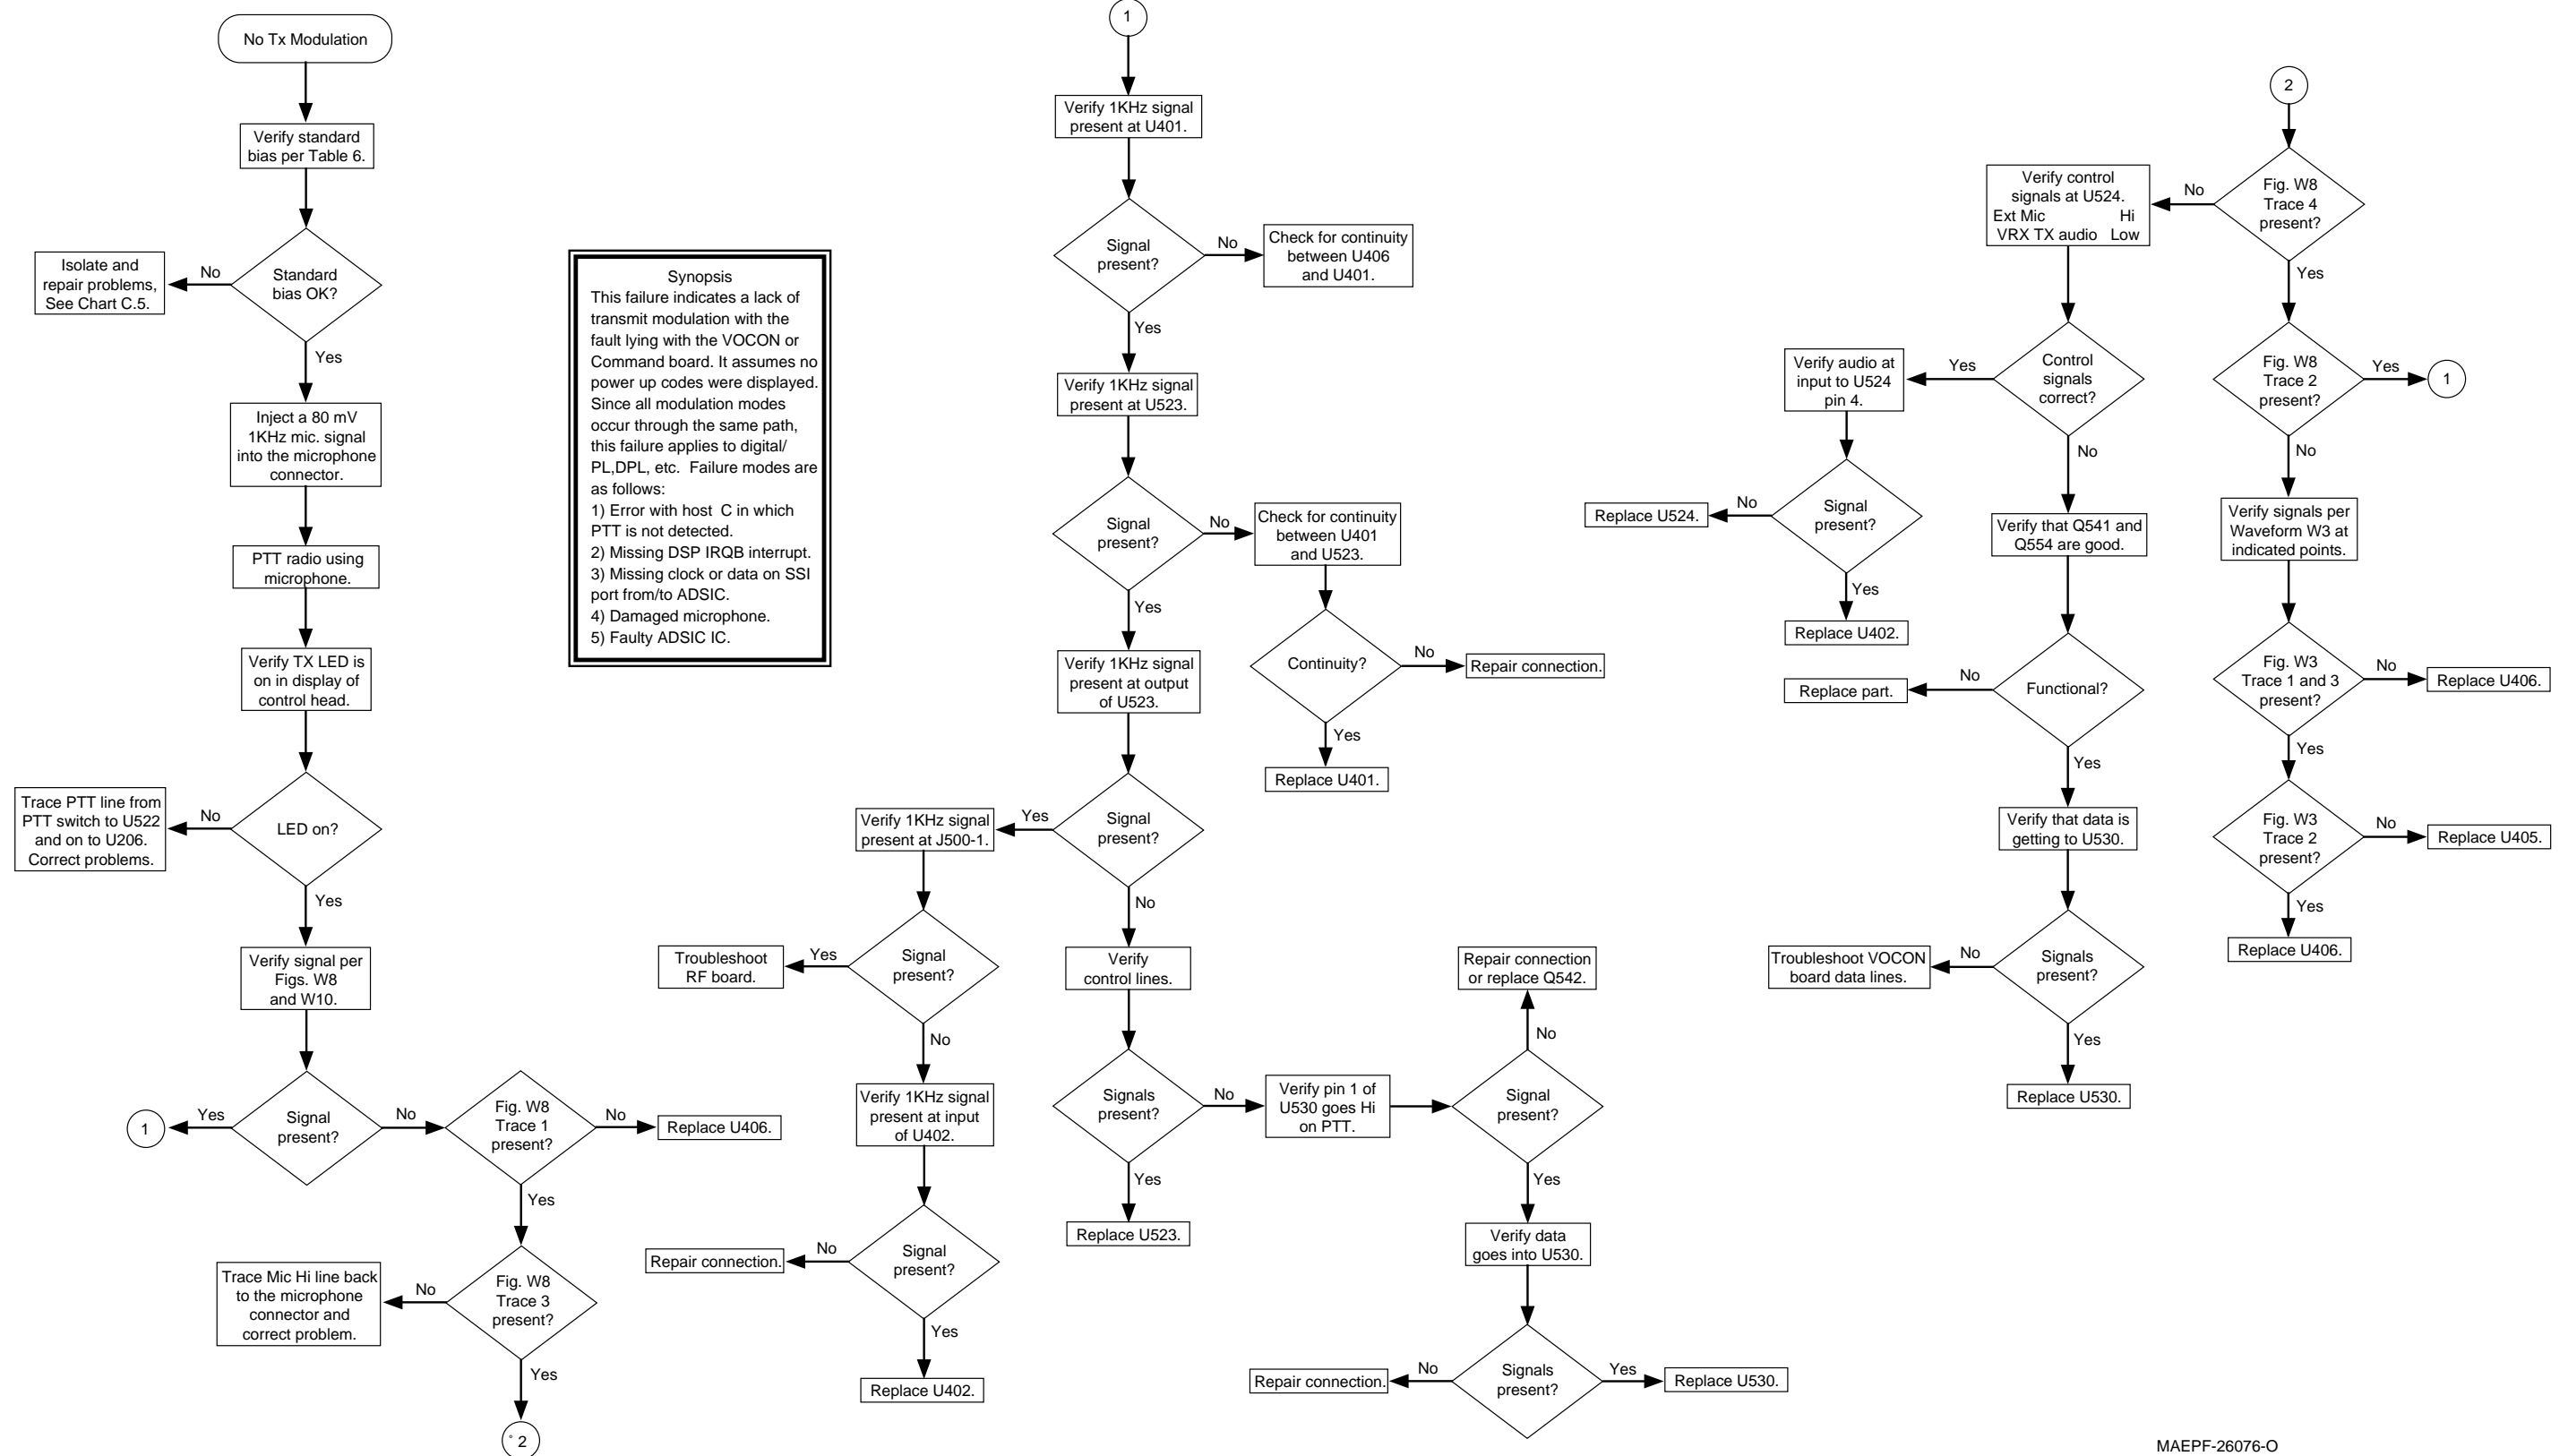 No Tx Modulation
Verify standard
bias per Table 6.
Standard
bias OK?
No
Isolate and
repair problems,
See Chart C.5.
Yes
Inject a 80 mV
1KHz mic. signal
into the microphone
connector.
PTT radio using
microphone.
Verify TX LED is
on in display of
control head.
LED on?
No
Trace PTT line from
PTT switch to U522
and on to U206.
Correct problems.
Yes
Verify signal per
Figs. W8
and W10.
Signal
present?
Yes
1
No
Fig. W8
Trace 1
present?
No
Replace U406.
Yes
Fig. W8
Trace 3
present?
No
Trace Mic Hi line back
to the microphone
connector and
correct problem.
Yes
° 2
Synopsis
This failure indicates a lack of
transmit modulation with the
fault lying with the VOCON or
Command board. It assumes no
power up codes were displayed.
Since all modulation modes
occur through the same path,
this failure applies to digital/
PL,DPL, etc.  Failure modes are
as follows:
1) Error with host  C in which
PTT is not detected.
2) Missing DSP IRQB interrupt.
3) Missing clock or data on SSI
port from/to ADSIC.
4) Damaged microphone.
5) Faulty ADSIC IC.
1
Verify 1KHz signal
present at U401.
Signal
present?
No
Check for continuity
between U406
and U401.
Yes
Verify 1KHz signal
present at U523.
Signal
present?
No
Check for continuity
between U401
and U523.
Continuity?
No
Repair connection.
Yes
Replace U401.
Yes
Verify 1KHz signal
present at output
of U523.
Signal
present?
Yes
Verify 1KHz signal
present at J500-1.
Signal
present?
Yes
Troubleshoot
RF board.
No
Verify 1KHz signal
present at input
of U402.
Signal
present?
No
Repair connection.
Yes
Replace U402.
No
Verify
control lines.
Signals
present?
Yes
Replace U523.
No
Verify pin 1 of
U530 goes Hi
on PTT.
Signal
present?
No
Repair connection
or replace Q542.
Yes
Verify data
goes into U530.
Signals
present?
No
Repair connection.
Yes
Replace U530.
2
Fig. W8
Trace 4
present?
No
Verify control
signals at U524.
Ext Mic Hi
VRX TX audio Low
Control
signals
correct?
Yes
Verify audio at
input to U524
pin 4.
Signal
present?
No
Replace U524.
Yes
Replace U402.
No
Verify that Q541 and
Q554 are good.
Functional?
No
Replace part.
Yes
Verify that data is
getting to U530.
Signals
present?
No
Troubleshoot VOCON
board data lines.
Yes
Replace U530.
Yes
Fig. W8
Trace 2
present?
Yes
1
No
Verify signals per
Waveform W3 at
indicated points.
Fig. W3
Trace 1 and 3
present?
No
Replace U406.
Yes
Fig. W3
Trace 2
present?
No
Replace U405.
Yes
Replace U406.
MAEPF-26076-O